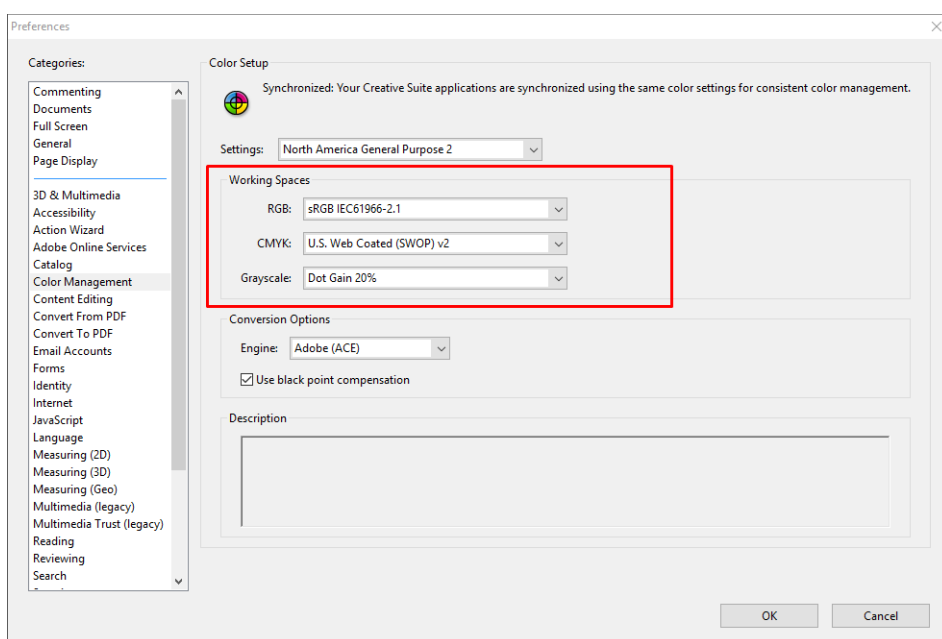 Preferences
Categories:
Commenting
Documents
Full Screen
General
Page Display
3D & Multimedia
Accessibility
Action Wizard
Adobe Online Services
Catalog
Color Management
Content Editing
Convert From PDF
Convert To PDF
Email Accounts
Forms
Identity
Internet
JavaScript
Language
Measuring (2D)
Measuring (3D)
Measuring (Geo)
Multimedia (legacy)
Multimedia Trust (legacy)
Reading
Reviewing
Search
Color Setup
Synchronized: Your Creative Suite applications are synchronized using the same color settings for consistent color management.
Settings: North America General Purpose 2
Working Spaces
RGB: sRGB IEC61966-2.1
CMYK: U.S. Web Coated (SWOP) v2
Grayscale: Dot Gain 20%
Conversion Options
Engine: Adobe (ACE)
Use black point compensation
Description
OK Cancel